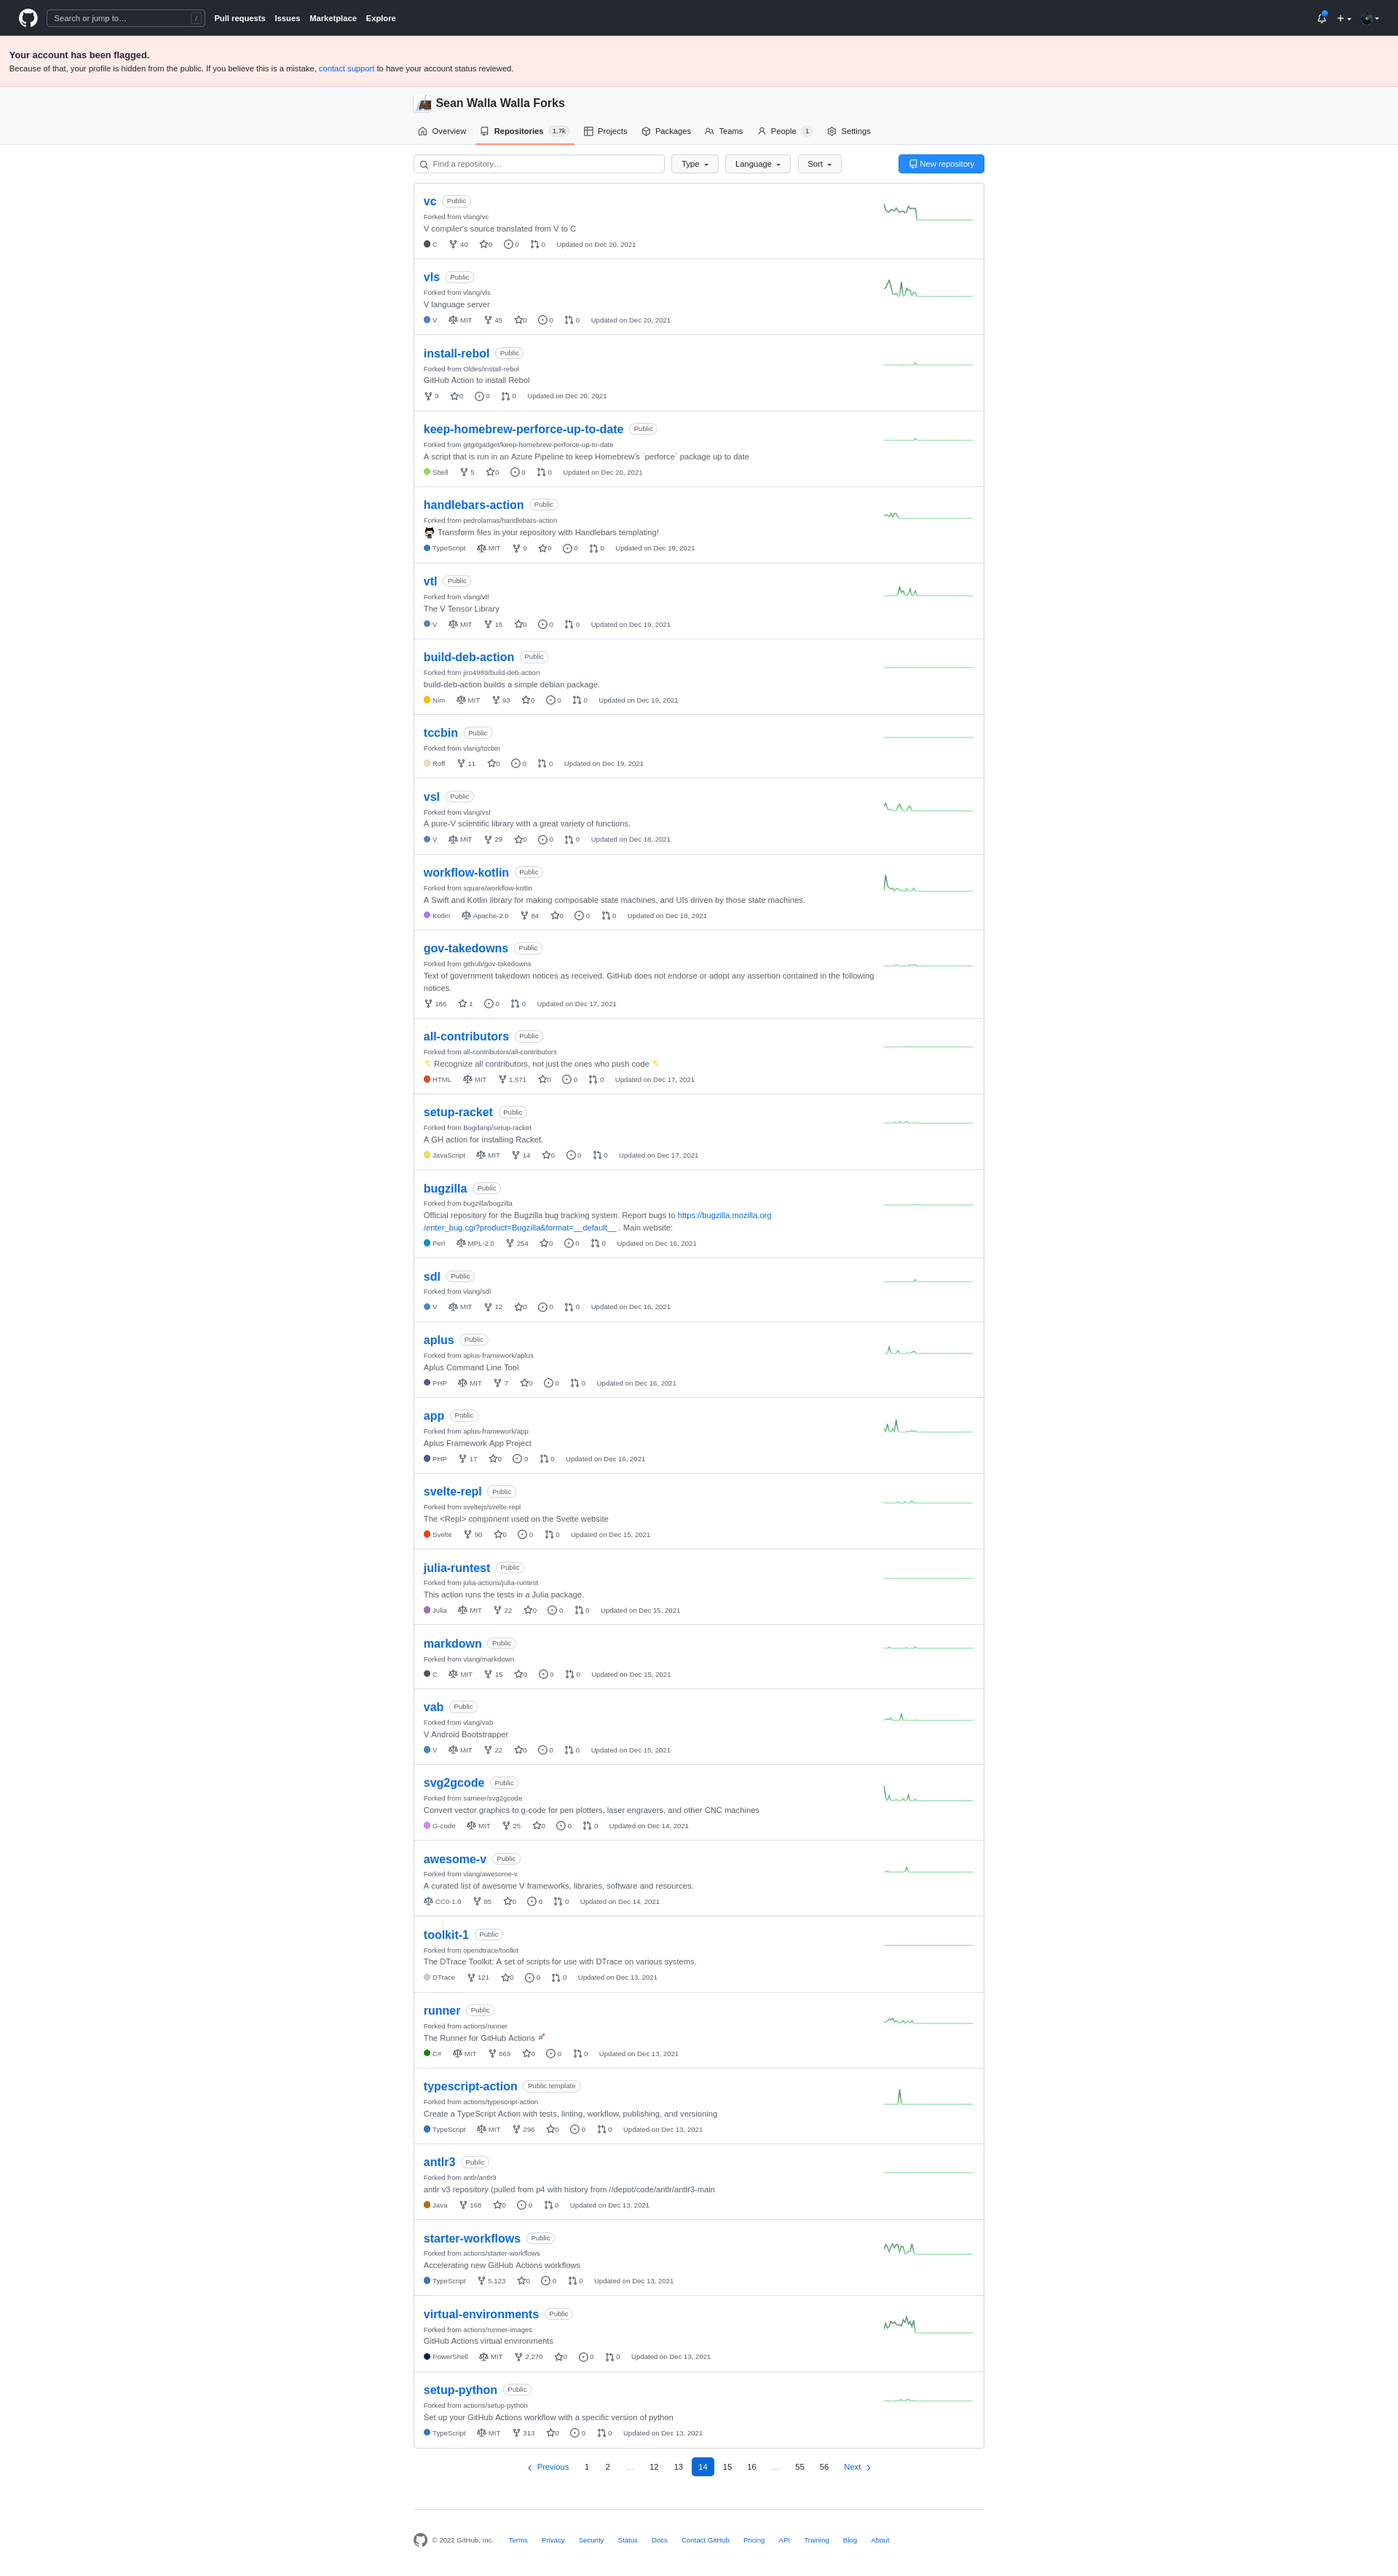 Search or jump to…
/
Pull requests Issues Marketplace Explore
Your account has been flagged.
Because of that, your profile is hidden from the public. If you believe this is a mistake, contact support to have your account status reviewed.
Sean Walla Walla Forks
Overview Repositories 1.7k Projects Packages Teams People 1 Settings
Find a repository… Type Language Sort New repository
vc Public
Forked from vlang/vc
V compiler's source translated from V to C
C 40 0 0 0 Updated on Dec 20, 2021
vls Public
Forked from vlang/vls
V language server
V MIT 45 0 0 0 Updated on Dec 20, 2021
install-rebol Public
Forked from Oldes/install-rebol
GitHub Action to install Rebol
9 0 0 0 Updated on Dec 20, 2021
keep-homebrew-perforce-up-to-date Public
Forked from gitgitgadget/keep-homebrew-perforce-up-to-date
A script that is run in an Azure Pipeline to keep Homebrew's `perforce` package up to date
Shell 5 0 0 0 Updated on Dec 20, 2021
handlebars-action Public
Forked from pedrolamas/handlebars-action
Transform files in your repository with Handlebars templating!
TypeScript MIT 9 0 0 0 Updated on Dec 19, 2021
vtl Public
Forked from vlang/vtl
The V Tensor Library
V MIT 15 0 0 0 Updated on Dec 19, 2021
build-deb-action Public
Forked from jiro4989/build-deb-action
build-deb-action builds a simple debian package.
Nim MIT 93 0 0 0 Updated on Dec 19, 2021
tccbin Public
Forked from vlang/tccbin
Roff 11 0 0 0 Updated on Dec 19, 2021
vsl Public
Forked from vlang/vsl
A pure-V scientific library with a great variety of functions.
V MIT 29 0 0 0 Updated on Dec 18, 2021
workflow-kotlin Public
Forked from square/workflow-kotlin
A Swift and Kotlin library for making composable state machines, and UIs driven by those state machines.
Kotlin Apache-2.0 84 0 0 0 Updated on Dec 18, 2021
gov-takedowns Public
Forked from github/gov-takedowns
Text of government takedown notices as received. GitHub does not endorse or adopt any assertion contained in the following
notices.
186 1 0 0 Updated on Dec 17, 2021
all-contributors Public
Forked from all-contributors/all-contributors
✨ Recognize all contributors, not just the ones who push code ✨
HTML MIT 1,571 0 0 0 Updated on Dec 17, 2021
setup-racket Public
Forked from Bogdanp/setup-racket
A GH action for installing Racket.
JavaScript MIT 14 0 0 0 Updated on Dec 17, 2021
bugzilla Public
Forked from bugzilla/bugzilla
Official repository for the Bugzilla bug tracking system. Report bugs to https://bugzilla.mozilla.org
/enter_bug.cgi?product=Bugzilla&format=__default__ . Main website:
Perl MPL-2.0 254 0 0 0 Updated on Dec 16, 2021
sdl Public
Forked from vlang/sdl
V MIT 12 0 0 0 Updated on Dec 16, 2021
aplus Public
Forked from aplus-framework/aplus
Aplus Command Line Tool
PHP MIT 7 0 0 0 Updated on Dec 16, 2021
app Public
Forked from aplus-framework/app
Aplus Framework App Project
PHP 17 0 0 0 Updated on Dec 16, 2021
svelte-repl Public
Forked from sveltejs/svelte-repl
The <Repl> component used on the Svelte website
Svelte 90 0 0 0 Updated on Dec 15, 2021
julia-runtest Public
Forked from julia-actions/julia-runtest
This action runs the tests in a Julia package.
Julia MIT 22 0 0 0 Updated on Dec 15, 2021
markdown Public
Forked from vlang/markdown
C MIT 15 0 0 0 Updated on Dec 15, 2021
vab Public
Forked from vlang/vab
V Android Bootstrapper
V MIT 22 0 0 0 Updated on Dec 15, 2021
svg2gcode Public
Forked from sameer/svg2gcode
Convert vector graphics to g-code for pen plotters, laser engravers, and other CNC machines
G-code MIT 25 0 0 0 Updated on Dec 14, 2021
awesome-v Public
Forked from vlang/awesome-v
A curated list of awesome V frameworks, libraries, software and resources.
CC0-1.0 85 0 0 0 Updated on Dec 14, 2021
toolkit-1 Public
Forked from opendtrace/toolkit
The DTrace Toolkit: A set of scripts for use with DTrace on various systems.
DTrace 121 0 0 0 Updated on Dec 13, 2021
runner Public
Forked from actions/runner
The Runner for GitHub Actions 🚀
C# MIT 669 0 0 0 Updated on Dec 13, 2021
typescript-action Public template
Forked from actions/typescript-action
Create a TypeScript Action with tests, linting, workflow, publishing, and versioning
TypeScript MIT 296 0 0 0 Updated on Dec 13, 2021
antlr3 Public
Forked from antlr/antlr3
antlr v3 repository (pulled from p4 with history from //depot/code/antlr/antlr3-main
Java 168 0 0 0 Updated on Dec 13, 2021
starter-workflows Public
Forked from actions/starter-workflows
Accelerating new GitHub Actions workflows
TypeScript 5,123 0 0 0 Updated on Dec 13, 2021
virtual-environments Public
Forked from actions/runner-images
GitHub Actions virtual environments
PowerShell MIT 2,270 0 0 0 Updated on Dec 13, 2021
setup-python Public
Forked from actions/setup-python
Set up your GitHub Actions workflow with a specific version of python
TypeScript MIT 313 0 0 0 Updated on Dec 13, 2021
Previous 1 2 … 12 13 14 15 16 … 55 56 Next
© 2022 GitHub, Inc. Terms Privacy Security Status Docs Contact GitHub Pricing API Training Blog About